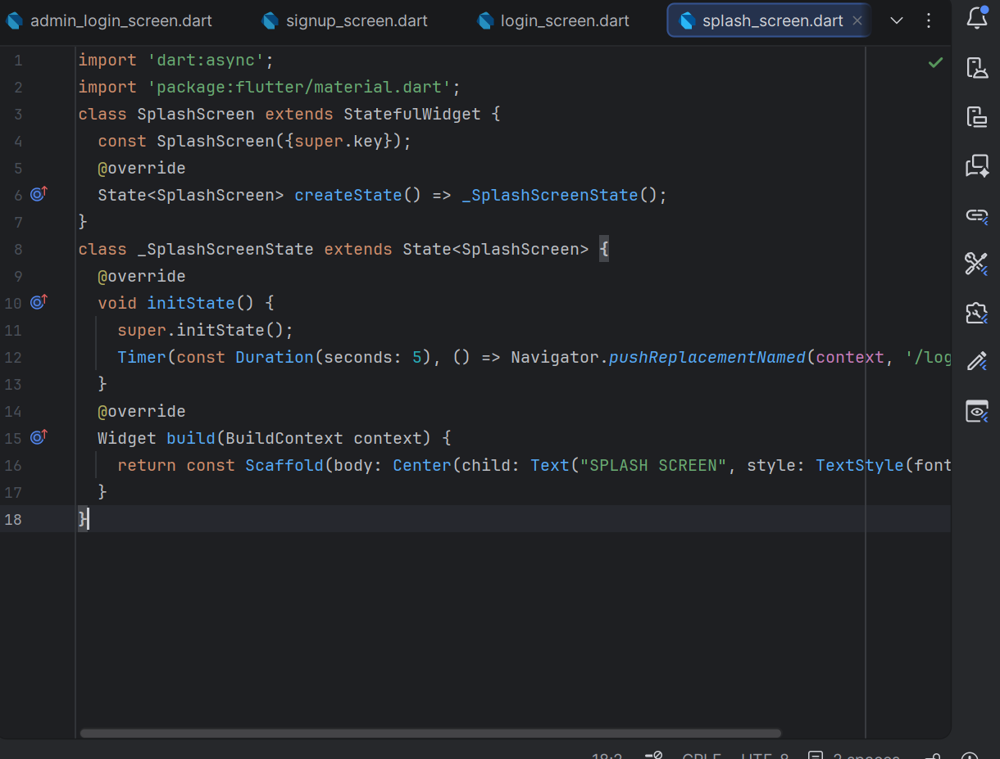 admin_login_screen.dart signup_screen.dart login_screen.dart splash_screen.dart
1 import 'dart:async';
2 import 'package:flutter/material.dart';
3 class SplashScreen extends StatefulWidget {
4 const SplashScreen({super.key});
5 @override
6 State<SplashScreen> createState() => _SplashScreenState();
7 }
8 class _SplashScreenState extends State<SplashScreen> {
9 @override
10 void initState() {
11 super.initState();
12 Timer(const Duration(seconds: 5), () => Navigator.pushReplacementNamed(context, '/log
13 }
14 @override
15 Widget build(BuildContext context) {
16 return const Scaffold(body: Center(child: Text("SPLASH SCREEN", style: TextStyle(font
17 }
18 }
18:2 CRLF UTF-8 2 spaces